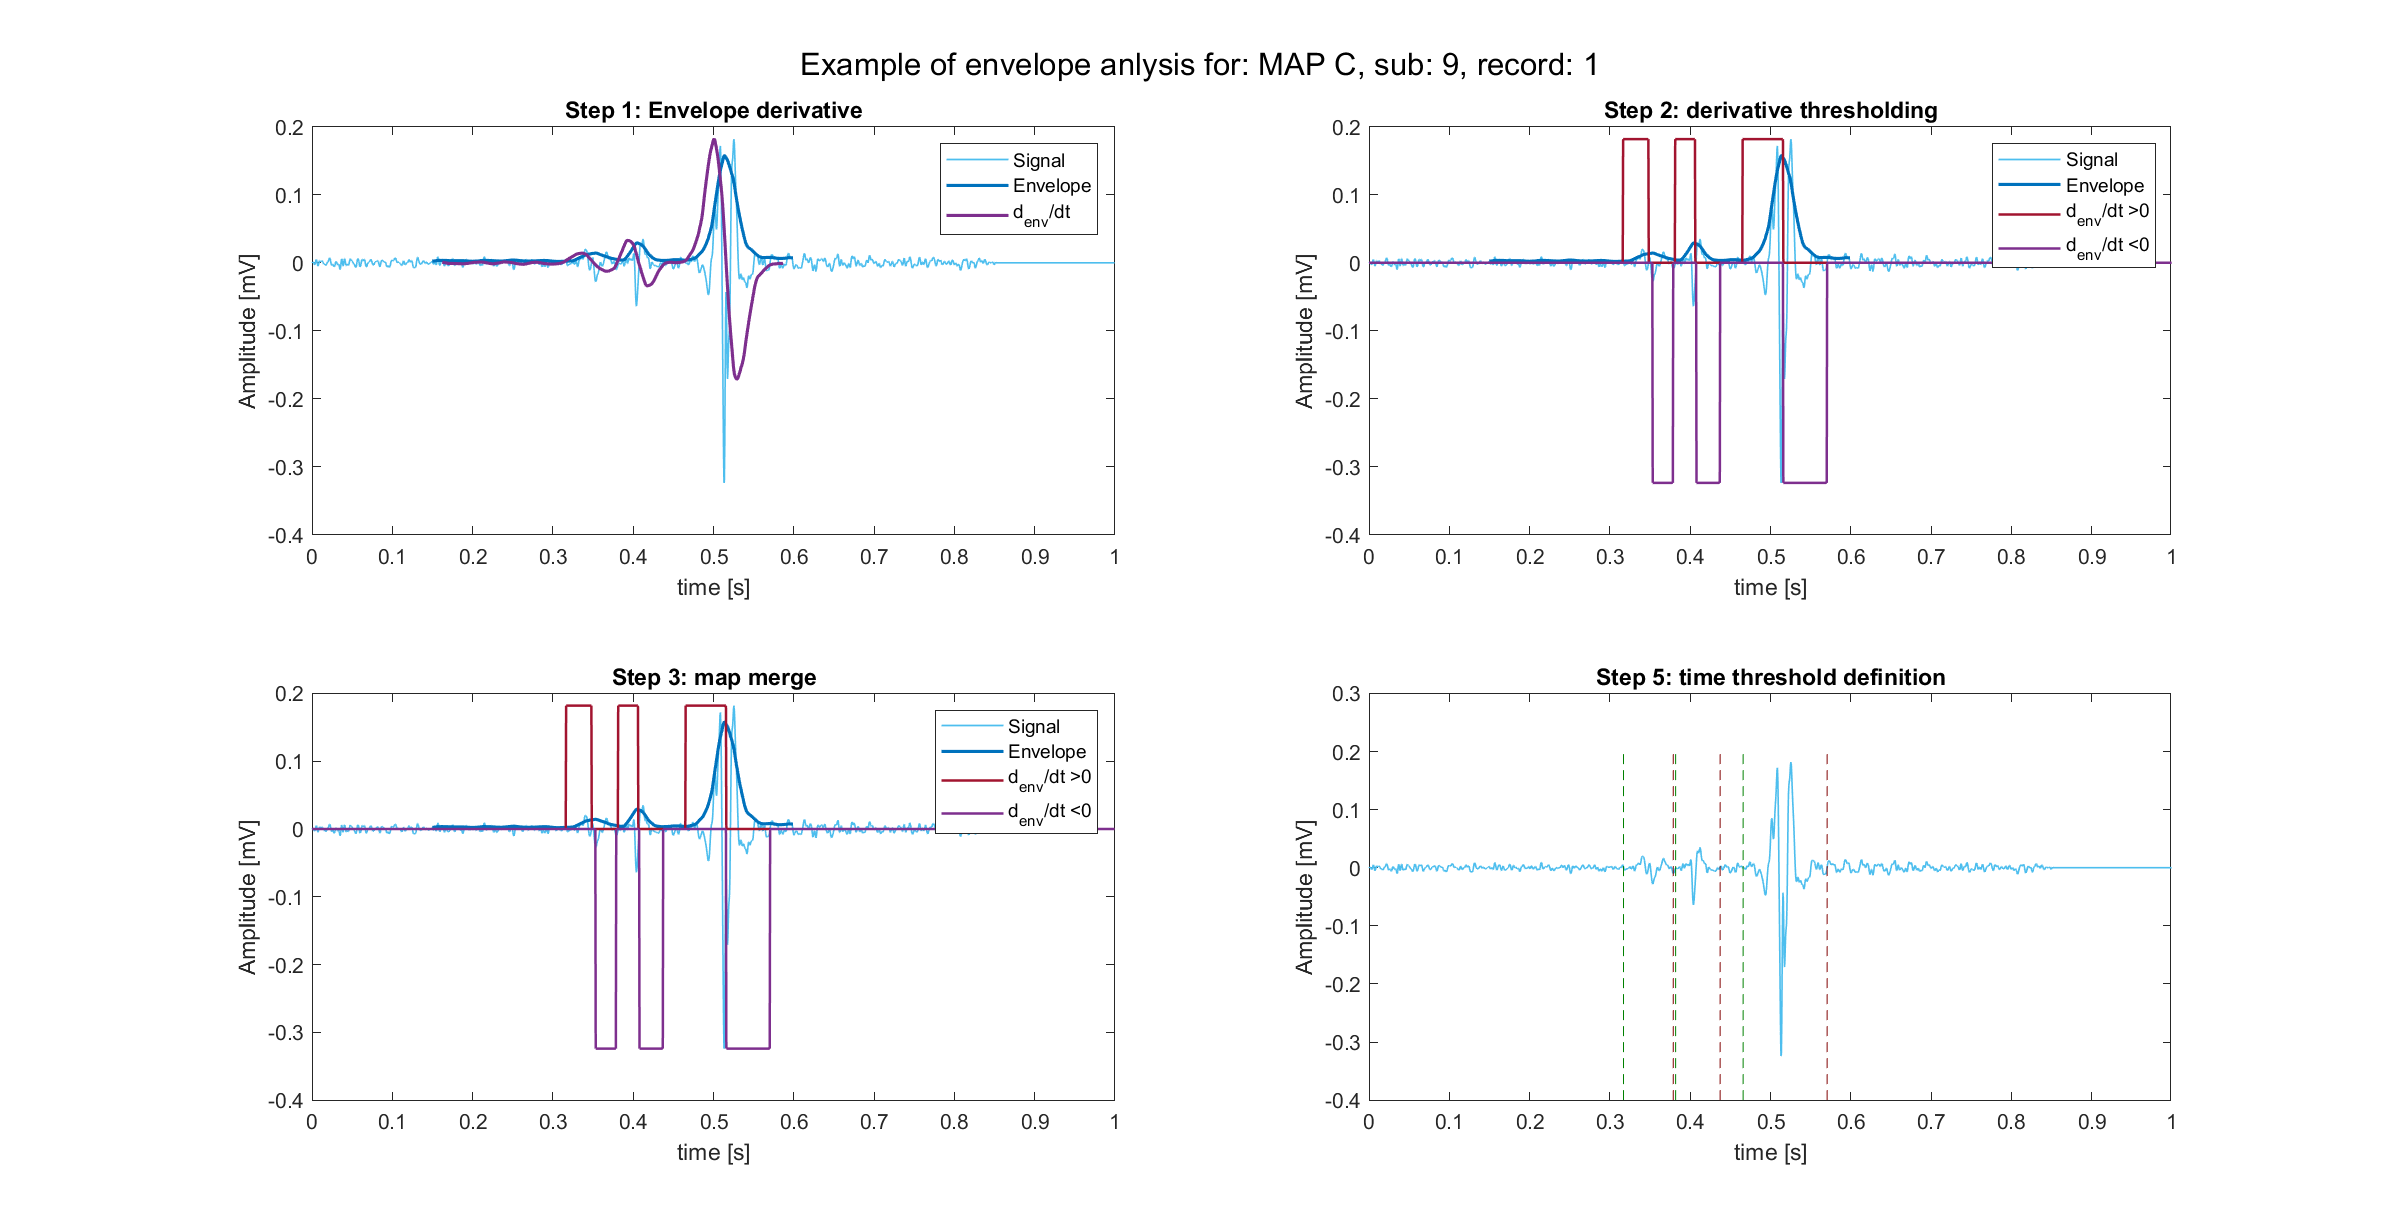 Example of envelope anlysis for: MAP C, sub: 9, record: 1
Step 1: Envelope derivative
0.2
0.1
0
-0.1
-0.2
-0.3
-0.4
Amplitude [mV]
0 0.1 0.2 0.3 0.4 0.5 0.6 0.7 0.8 0.9 1
time [s]
Signal
Envelope
d_env/dt
Step 2: derivative thresholding
0.2
0.1
0
-0.1
-0.2
-0.3
-0.4
Amplitude [mV]
0 0.1 0.2 0.3 0.4 0.5 0.6 0.7 0.8 0.9 1
time [s]
Signal
Envelope
d_env/dt >0
d_env/dt <0
Step 3: map merge
0.2
0.1
0
-0.1
-0.2
-0.3
-0.4
Amplitude [mV]
0 0.1 0.2 0.3 0.4 0.5 0.6 0.7 0.8 0.9 1
time [s]
Signal
Envelope
d_env/dt >0
d_env/dt <0
Step 5: time threshold definition
0.3
0.2
0.1
0
-0.1
-0.2
-0.3
-0.4
Amplitude [mV]
0 0.1 0.2 0.3 0.4 0.5 0.6 0.7 0.8 0.9 1
time [s]